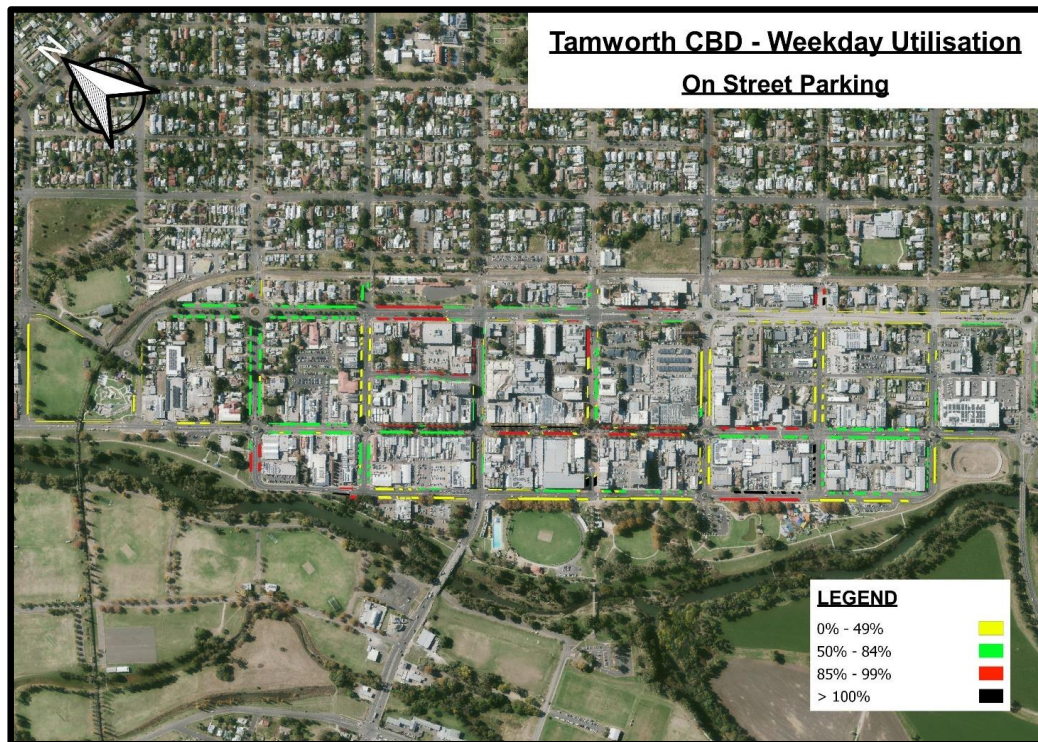 Tamworth CBD - Weekday Utilisation
On Street Parking
N
LEGEND
0% - 49%
50% - 84%
85% - 99%
> 100%